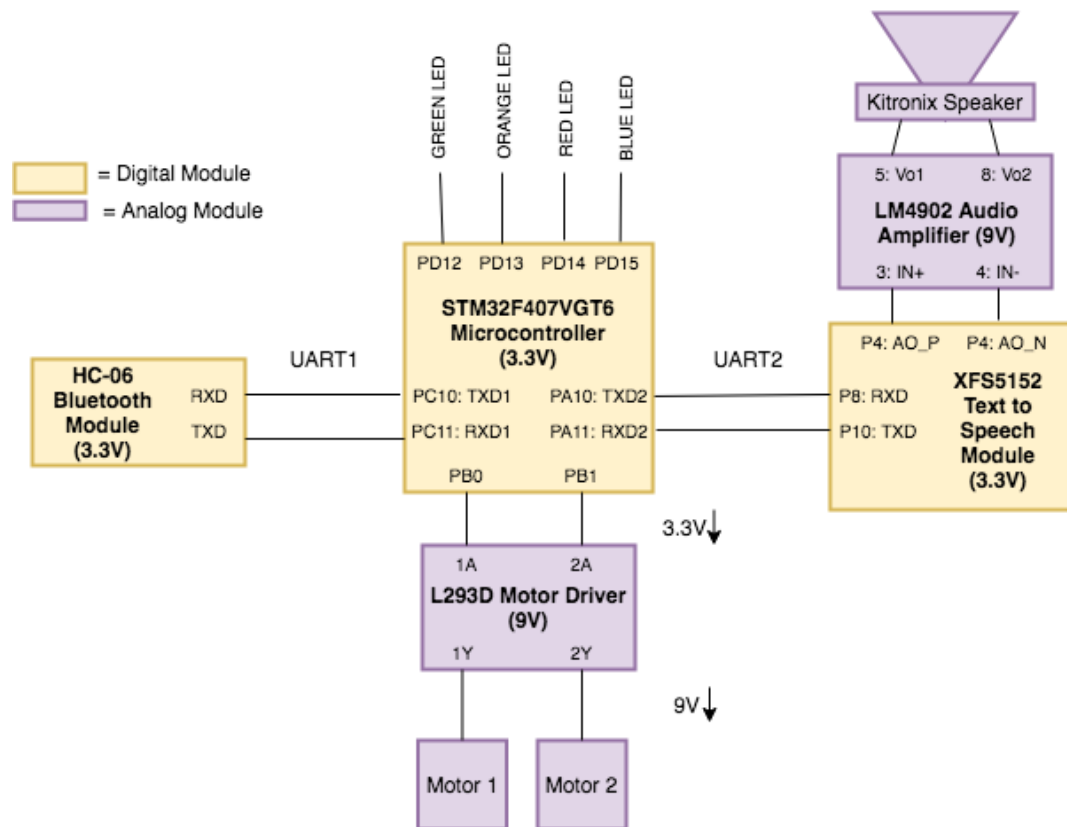 GREEN LED
ORANGE LED
RED LED
BLUE LED
Kitronix Speaker
= Digital Module
= Analog Module
5: Vo1 8: Vo2
LM4902 Audio
Amplifier (9V)
3: IN+ 4: IN-
PD12 PD13 PD14 PD15
STM32F407VGT6
Microcontroller
(3.3V)
UART1
UART2
HC-06
Bluetooth
Module
(3.3V)
RXD
TXD
PC10: TXD1 PA10: TXD2
PC11: RXD1 PA11: RXD2
PB0 PB1
P4: AO_P P4: AO_N
P8: RXD
P10: TXD
XFS5152
Text to
Speech
Module
(3.3V)
3.3V
1A 2A
L293D Motor Driver
(9V)
1Y 2Y
9V
Motor 1 Motor 2